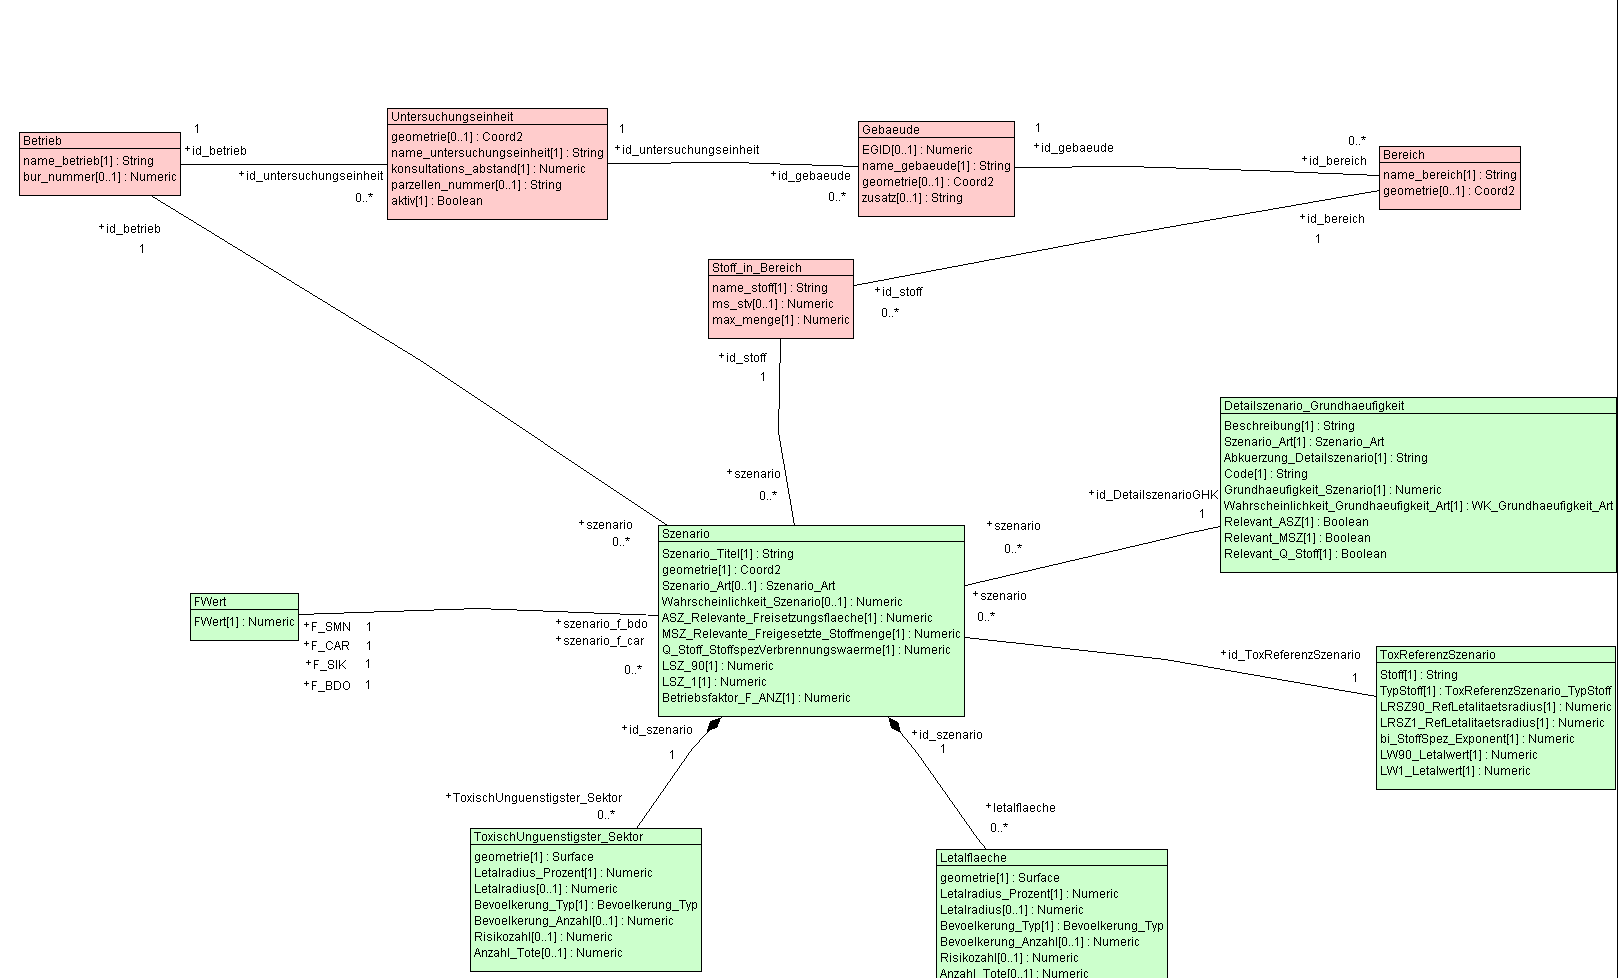 Betrieb
name_betrieb[1] : String
bur_nummer[0..1] : Numeric
1
+id_betrieb
+id_untersuchungseinheit
0..*
Untersuchungseinheit
geometrie[0..1] : Coord2
name_untersuchungseinheit[1] : String
konsultations_abstand[1] : Numeric
parzellen_nummer[0..1] : String
aktiv[1] : Boolean
1
+id_untersuchungseinheit
+id_gebaeude
0..*
Gebaeude
EGID[0..1] : Numeric
name_gebaeude[1] : String
geometrie[0..1] : Coord2
zusatz[0..1] : String
1
+id_gebaeude
0..*
+id_bereich
Bereich
name_bereich[1] : String
geometrie[0..1] : Coord2
+id_bereich
1
+id_betrieb
1
Stoff_in_Bereich
name_stoff[1] : String
ms_stv[0..1] : Numeric
max_menge[1] : Numeric
+id_stoff
0..*
+id_stoff
1
+szenario
0..*
Detailszenario_Grundhaeufigkeit
Beschreibung[1] : String
Szenario_Art[1] : Szenario_Art
Abkuerzung_Detailszenario[1] : String
Code[1] : String
Grundhaeufigkeit_Szenario[1] : Numeric
Wahrscheinlichkeit_Grundhaeufigkeit_Art[1] : WK_Grundhaeufigkeit_Art
Relevant_ASZ[1] : Boolean
Relevant_MSZ[1] : Boolean
Relevant_Q_Stoff[1] : Boolean
+id_DetailszenarioGHK
1
+szenario
0..*
+szenario
0..*
Szenario
Szenario_Titel[1] : String
geometrie[1] : Coord2
Szenario_Art[0..1] : Szenario_Art
Wahrscheinlichkeit_Szenario[0..1] : Numeric
ASZ_Relevante_Freisetzungsflaeche[1] : Numeric
MSZ_Relevante_Freigesetzte_Stoffmenge[1] : Numeric
Q_Stoff_StoffspezVerbrennungswaerme[1] : Numeric
LSZ_90[1] : Numeric
LSZ_1[1] : Numeric
Betriebsfaktor_F_ANZ[1] : Numeric
+szenario
0..*
FWert
FWert[1] : Numeric
+F_SMN 1
+F_CAR 1
+F_SIK 1
+F_BDO 1
+szenario_f_bdo
+szenario_f_car
0..*
+id_ToxReferenzSzenario
1
ToxReferenzSzenario
Stoff[1] : String
TypStoff[1] : ToxReferenzSzenario_TypStoff
LRSZ90_RefLetalitaetsradius[1] : Numeric
LRSZ1_RefLetalitaetsradius[1] : Numeric
bi_StoffSpez_Exponent[1] : Numeric
LW90_Letalwert[1] : Numeric
LW1_Letalwert[1] : Numeric
+id_szenario
1
+id_szenario
1
+ToxischUnguenstigster_Sektor
0..*
+letalflaeche
0..*
ToxischUnguenstigster_Sektor
geometrie[1] : Surface
Letalradius_Prozent[1] : Numeric
Letalradius[0..1] : Numeric
Bevoelkerung_Typ[1] : Bevoelkerung_Typ
Bevoelkerung_Anzahl[0..1] : Numeric
Risikozahl[0..1] : Numeric
Anzahl_Tote[0..1] : Numeric
Letalflaeche
geometrie[1] : Surface
Letalradius_Prozent[1] : Numeric
Letalradius[0..1] : Numeric
Bevoelkerung_Typ[1] : Bevoelkerung_Typ
Bevoelkerung_Anzahl[0..1] : Numeric
Risikozahl[0..1] : Numeric
Anzahl_Tote[0..1] : Numeric